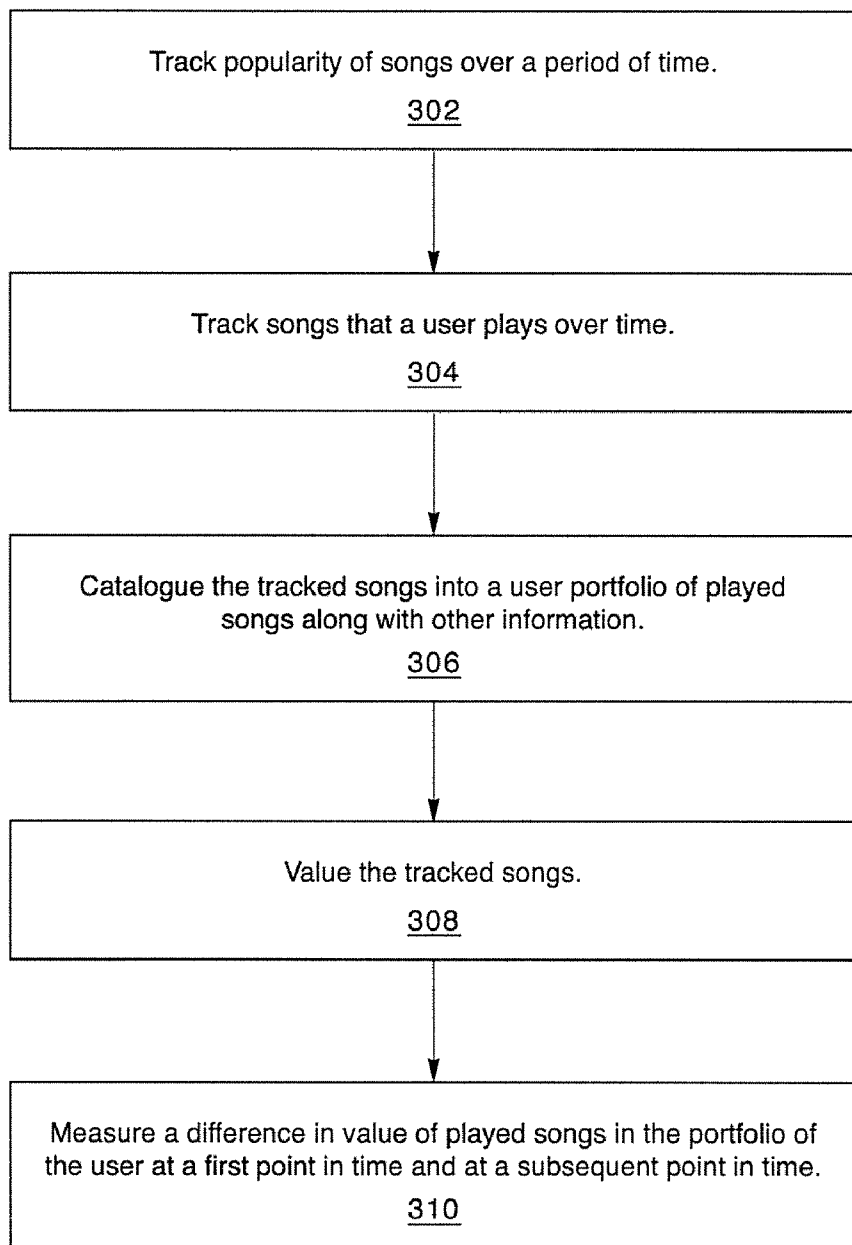 Track popularity of songs over a period of time.
302
Track songs that a user plays over time.
304
Catalogue the tracked songs into a user portfolio of played
songs along with other information.
306
Value the tracked songs.
308
Measure a difference in value of played songs in the portfolio of
the user at a first point in time and at a subsequent point in time.
310